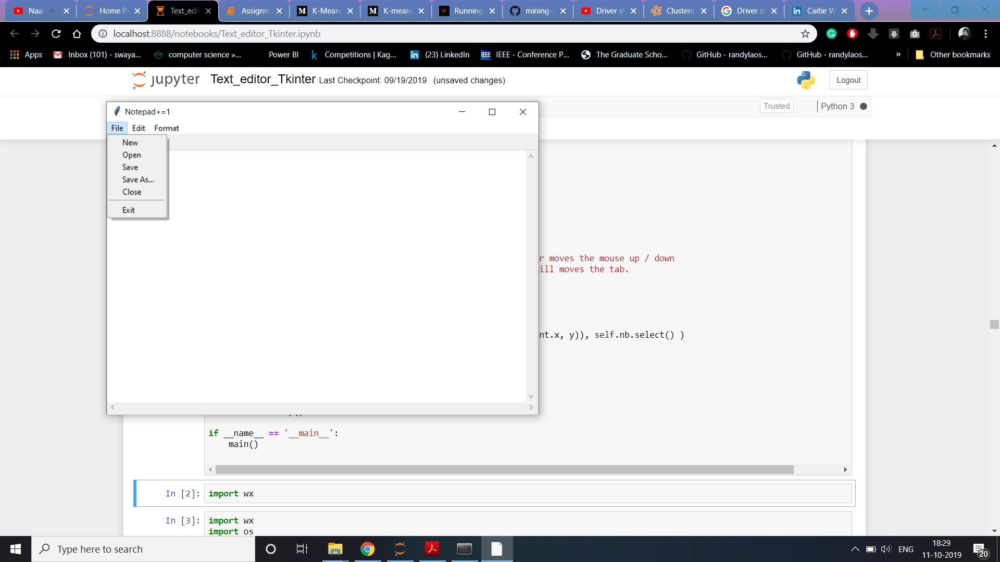 Naa Home Pa Text_edi Assignm K-Mean K-means Running mining- Driver st Clusterin Driver st Caitie W
localhost:8888/notebooks/Text_editor_Tkinter.ipynb
Apps Inbox (101) - swaya... computer science »... Power BI Competitions | Kag... (23) LinkedIn IEEE - Conference P... The Graduate Scho... GitHub - randylaos... GitHub - randylaos... » Other bookmarks
jupyter Text_editor_Tkinter Last Checkpoint: 09/19/2019 (unsaved changes) Logout
Trusted Python 3
Notepad+=1
File Edit Format
New
Open
Save
Save As...
Close
Exit
r moves the mouse up / down
ill moves the tab.
nt.x, y)), self.nb.select() )
if __name__ == '__main__':
main()
In [2]: import wx
In [3]: import wx
import os
Type here to search
ENG
18:29
11-10-2019
20